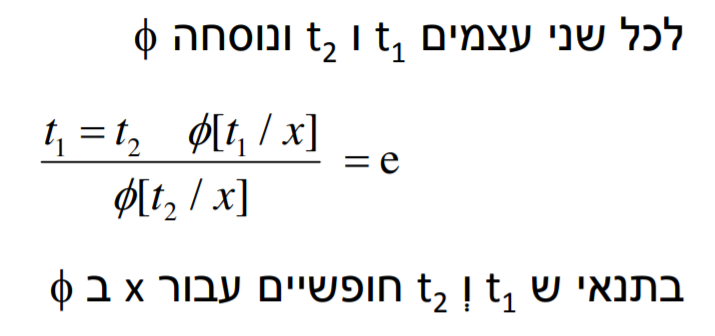 לכל שני עצמים t₁ ו t₂ ונוסחה ϕ
t₁ = t₂   ϕ[t₁ / x]
ϕ[t₂ / x]
= e
בתנאי ש t₁ וְ t₂ חופשיים עבור x ב ϕ